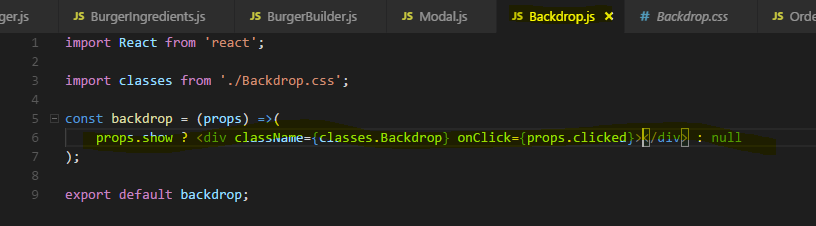 ger.js JS BurgerIngredients.js JS BurgerBuilder.js JS Modal.js JS Backdrop.js × # Backdrop.css JS Orde
1 import React from 'react';
2
3 import classes from './Backdrop.css';
4
5 const backdrop = (props) =>(
6 props.show ? <div className={classes.Backdrop} onClick={props.clicked}></div> : null
7 );
8
9 export default backdrop;